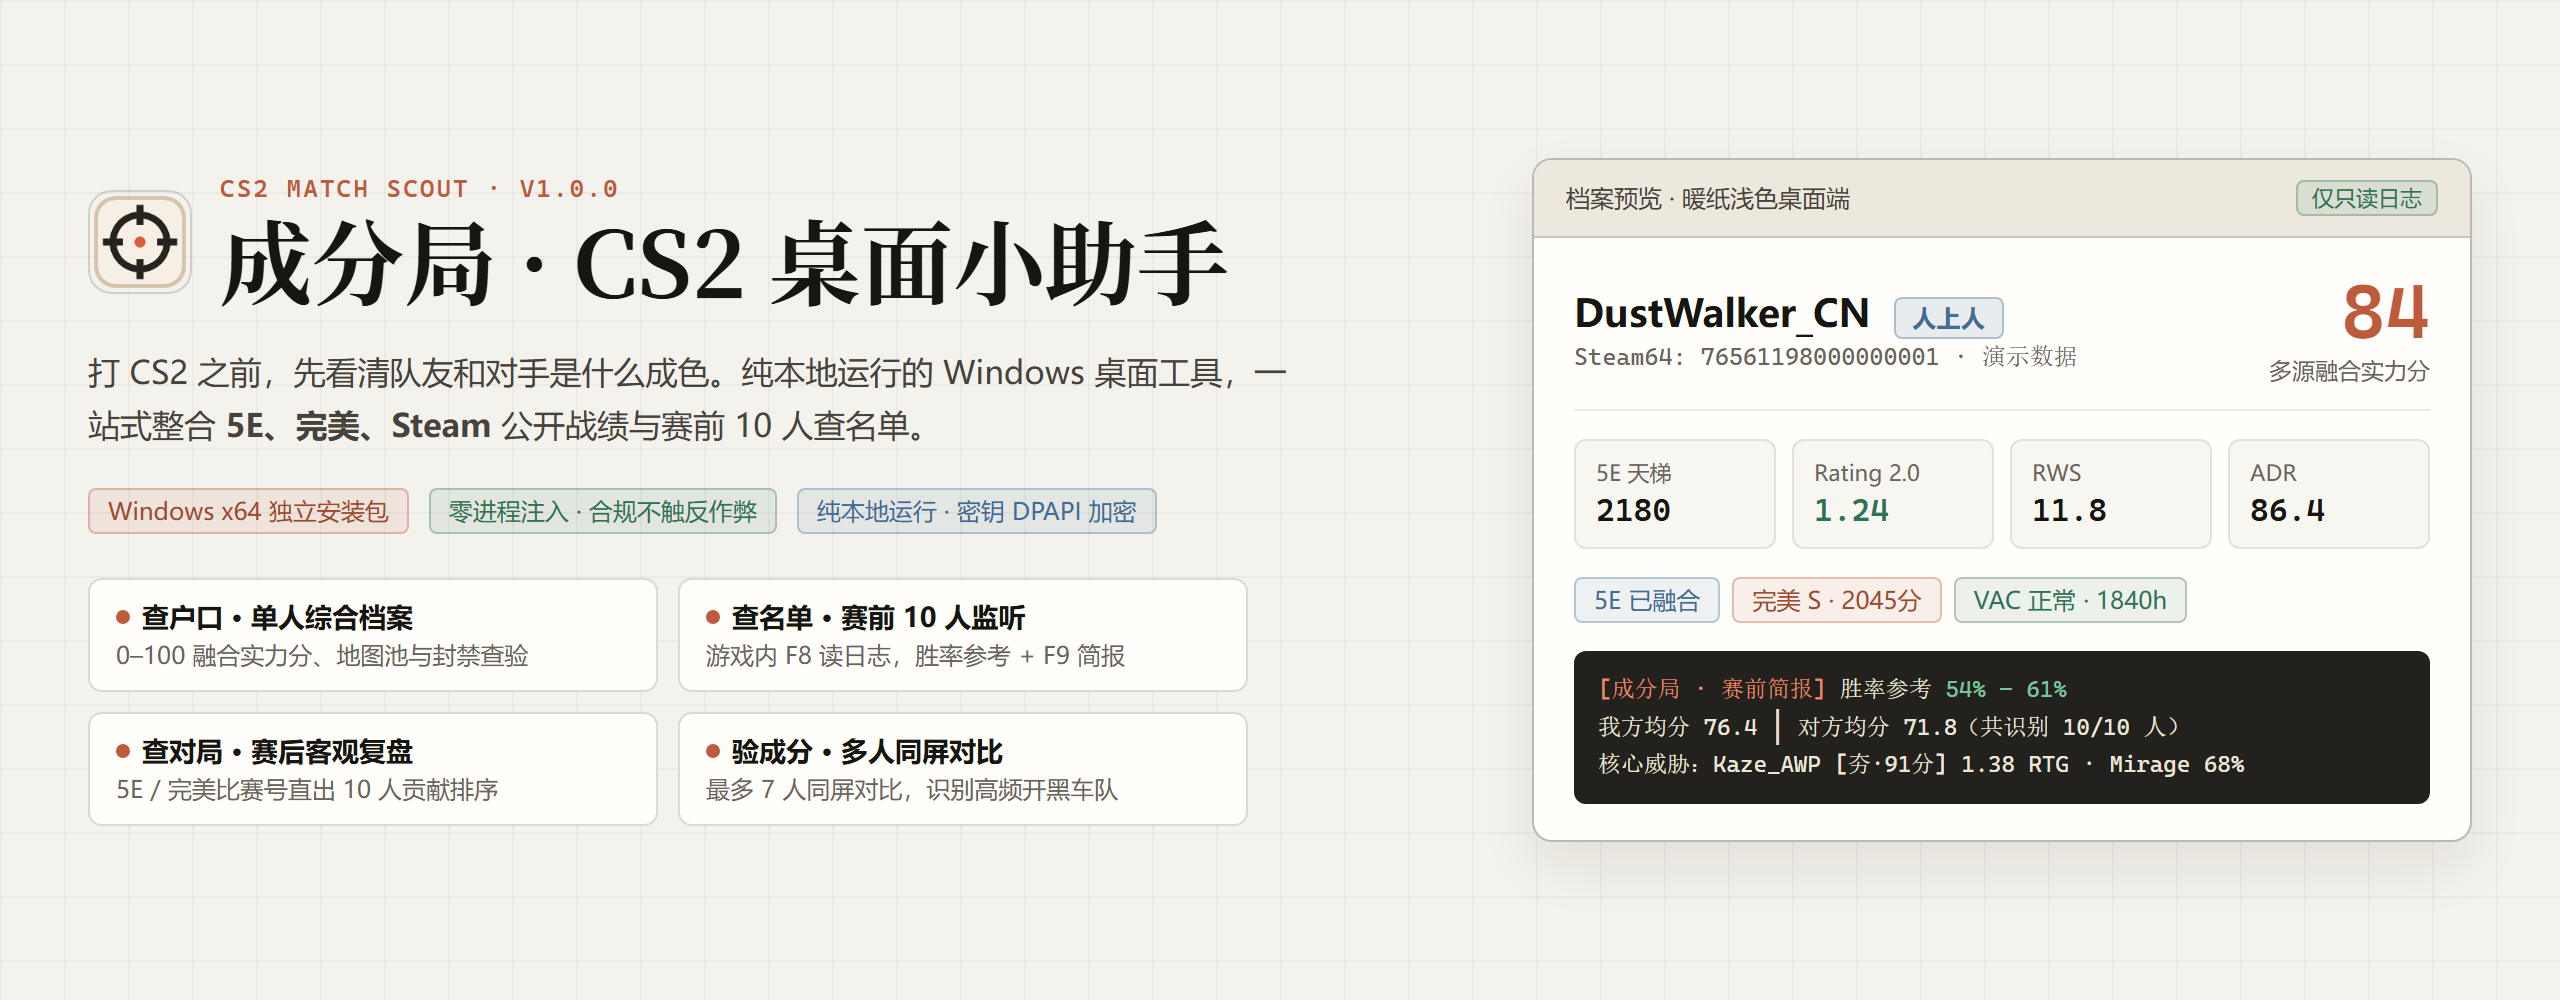 CS2 MATCH SCOUT · V1.0.0
成分局 · CS2 桌面小助手
打 CS2 之前，先看清队友和对手是什么成色。纯本地运行的 Windows 桌面工具，一
站式整合 5E、完美、Steam 公开战绩与赛前 10 人查名单。
Windows x64 独立安装包
零进程注入 · 合规不触反作弊
纯本地运行 · 密钥 DPAPI 加密
查户口 · 单人综合档案
0–100 融合实力分、地图池与封禁查验
查名单 · 赛前 10 人监听
游戏内 F8 读日志，胜率参考 + F9 简报
查对局 · 赛后客观复盘
5E / 完美比赛号直出 10 人贡献排序
验成分 · 多人同屏对比
最多 7 人同屏对比，识别高频开黑车队
档案预览 · 暖纸浅色桌面端
仅只读日志
DustWalker_CN 人上人
84
Steam64: 76561198000000001 · 演示数据
多源融合实力分
5E 天梯
2180
Rating 2.0
1.24
RWS
11.8
ADR
86.4
5E 已融合
完美 S · 2045分
VAC 正常 · 1840h
[成分局 · 赛前简报] 胜率参考 54% – 61%
我方均分 76.4 │ 对方均分 71.8（共识别 10/10 人）
核心威胁: Kaze_AWP [夯·91分] 1.38 RTG · Mirage 68%